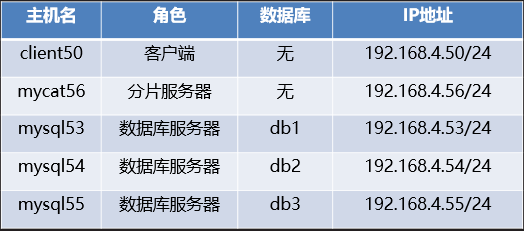 主机名 角色 数据库 IP地址
client50 客户端 无 192.168.4.50/24
mycat56 分片服务器 无 192.168.4.56/24
mysql53 数据库服务器 db1 192.168.4.53/24
mysql54 数据库服务器 db2 192.168.4.54/24
mysql55 数据库服务器 db3 192.168.4.55/24